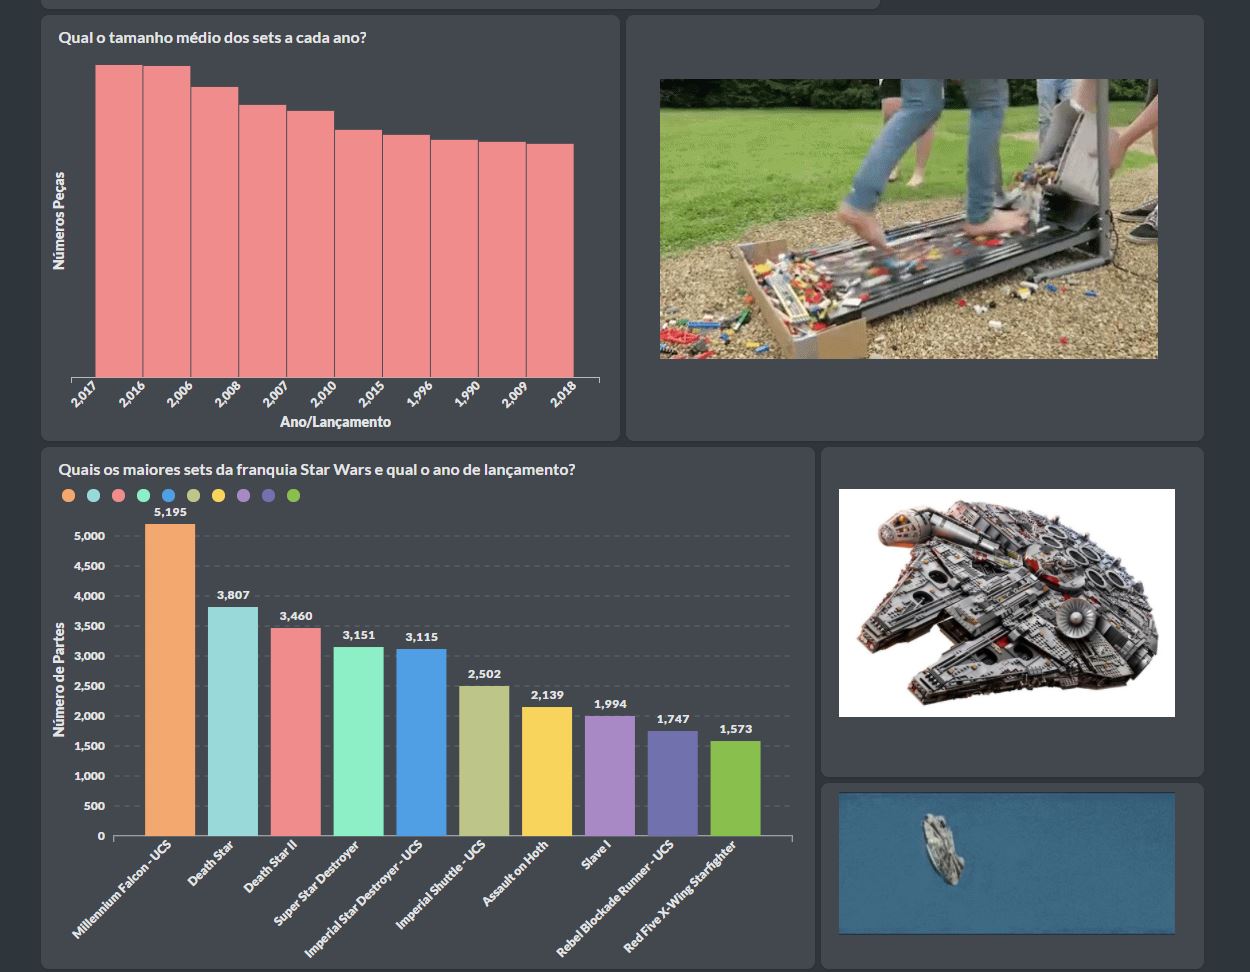 Qual o tamanho médio dos sets a cada ano?
Números Peças
2,017
2,016
2,006
2,008
2,007
2,010
2,015
1,996
1,990
2,009
2,018
Ano/Lançamento
Quais os maiores sets da franquia Star Wars e qual o ano de lançamento?
Número de Partes
5,000
4,500
4,000
3,500
3,000
2,500
2,000
1,500
1,000
500
0
5,195
3,807
3,460
3,151
3,115
2,502
2,139
1,994
1,747
1,573
Millennium Falcon - UCS
Death Star
Death Star II
Super Star Destroyer
Imperial Star Destroyer - UCS
Imperial Shuttle - UCS
Assault on Hoth
Slave I
Rebel Blockade Runner - UCS
Red Five X-Wing Starfighter